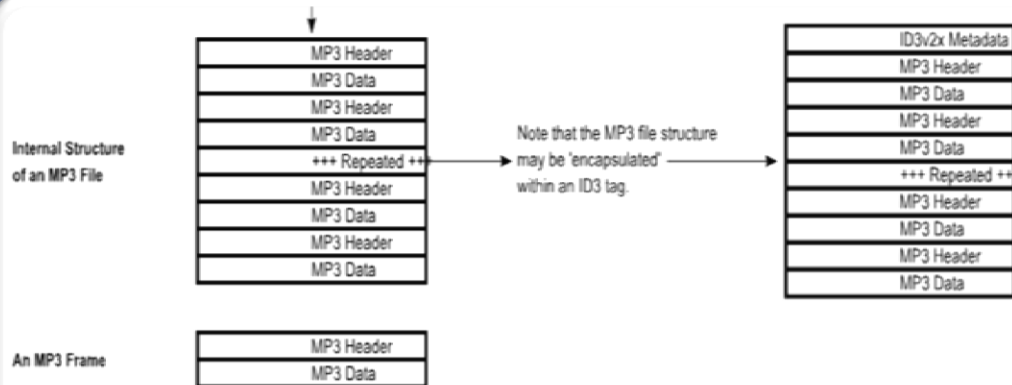 Internal Structure
of an MP3 File
MP3 Header
MP3 Data
MP3 Header
MP3 Data
+++ Repeated +++
MP3 Header
MP3 Data
MP3 Header
MP3 Data
Note that the MP3 file structure
may be 'encapsulated'
within an ID3 tag.
ID3v2x Metadata
MP3 Header
MP3 Data
MP3 Header
MP3 Data
+++ Repeated ++
MP3 Header
MP3 Data
MP3 Header
MP3 Data
An MP3 Frame
MP3 Header
MP3 Data